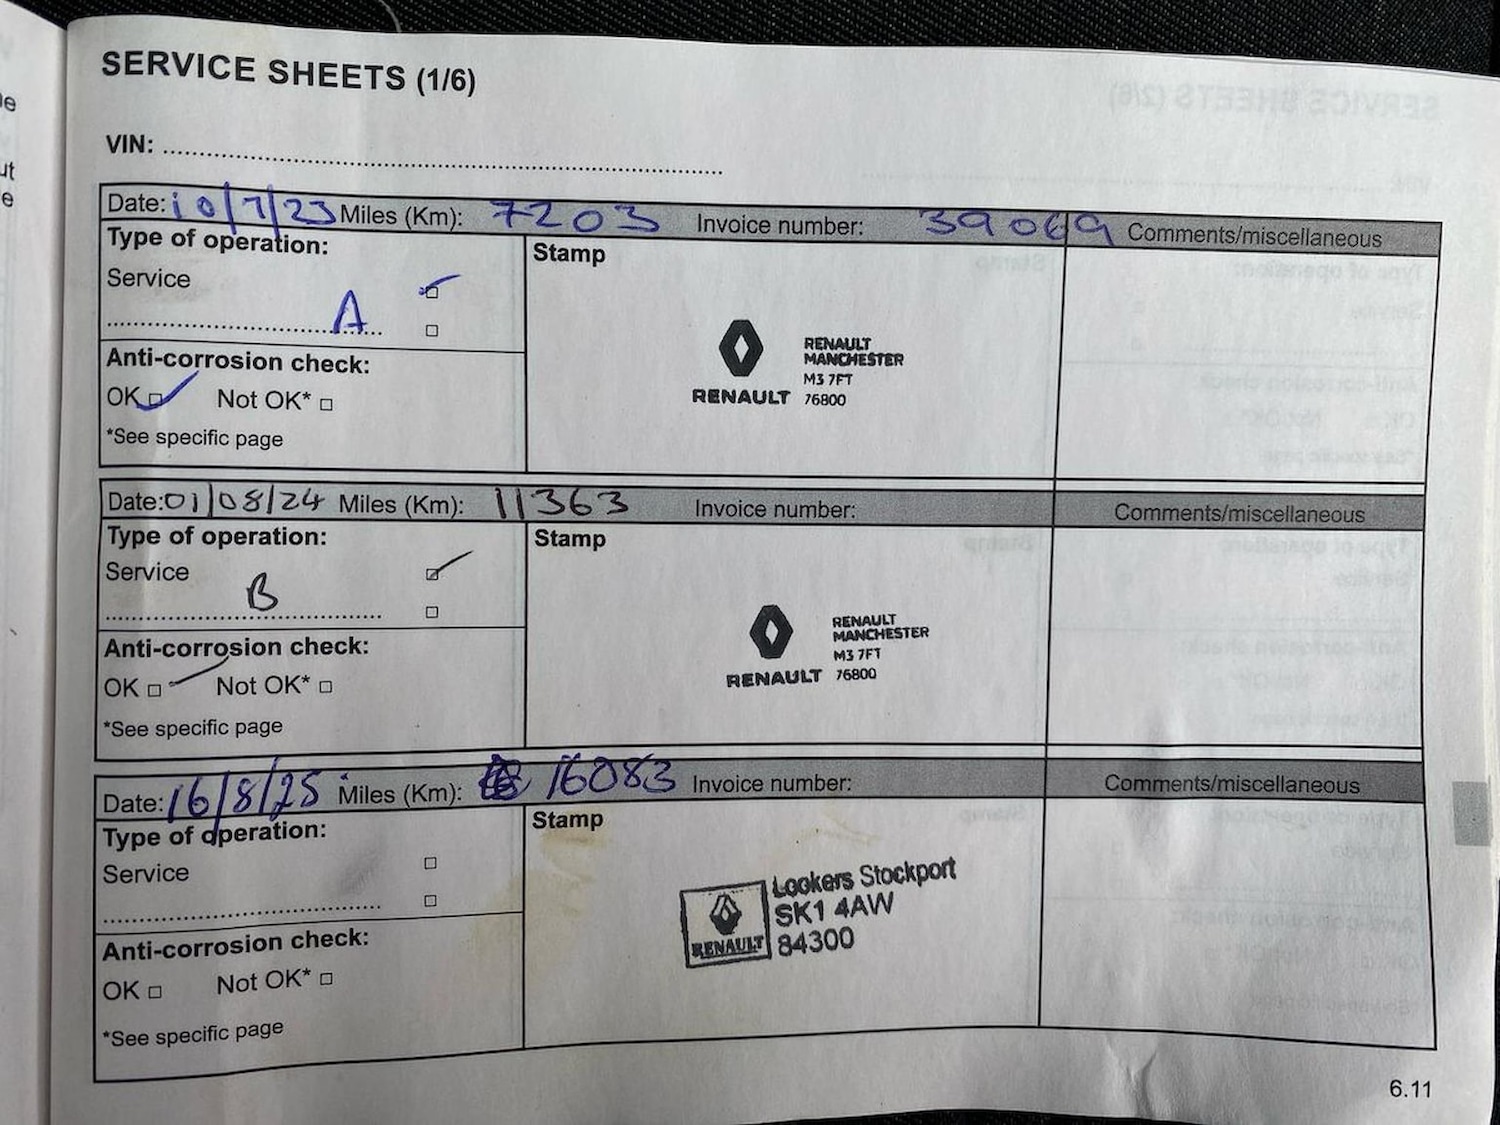 SERVICE SHEETS (1/6)
VIN:
Date: 10/7/23 Miles (Km): 7203 Invoice number: 39069 Comments/miscellaneous
Type of operation:
Service
A
Stamp
RENAULT
MANCHESTER
M3 7FT
RENAULT 76800
Anti-corrosion check:
OK Not OK*
*See specific page
Date: 01/08/24 Miles (Km): 11363 Invoice number: Comments/miscellaneous
Type of operation:
Service
B
Stamp
RENAULT
MANCHESTER
M3 7FT
RENAULT 76800
Anti-corrosion check:
OK Not OK*
*See specific page
Date: 16/8/25 Miles (Km): 16083 Invoice number: Comments/miscellaneous
Type of operation:
Service
Stamp
Lookers Stockport
SK1 4AW
RENAULT 84300
Anti-corrosion check:
OK Not OK*
*See specific page
6.11